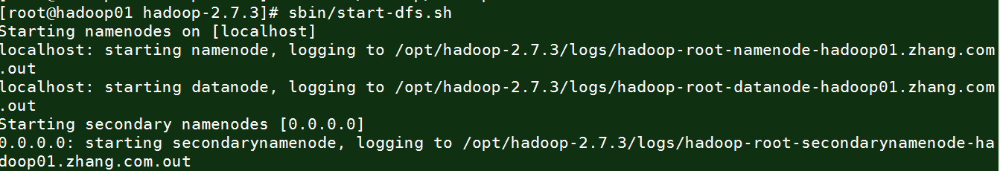 [root@hadoop01 hadoop-2.7.3]# sbin/start-dfs.sh
Starting namenodes on [localhost]
localhost: starting namenode, logging to /opt/hadoop-2.7.3/logs/hadoop-root-namenode-hadoop01.zhang.com
.out
localhost: starting datanode, logging to /opt/hadoop-2.7.3/logs/hadoop-root-datanode-hadoop01.zhang.com
.out
Starting secondary namenodes [0.0.0.0]
0.0.0.0: starting secondarynamenode, logging to /opt/hadoop-2.7.3/logs/hadoop-root-secondarynamenode-ha
doop01.zhang.com.out